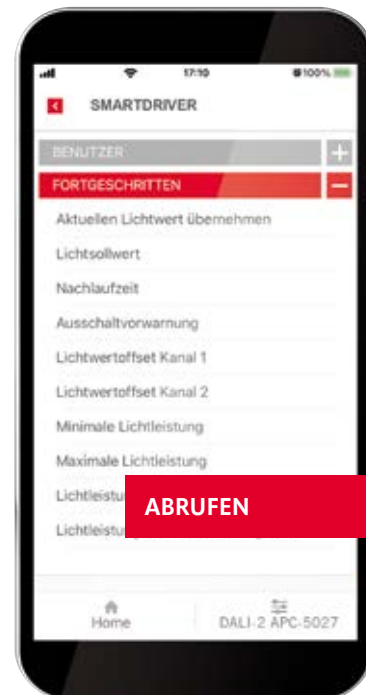 17:10
100%
SMARTDRIVER
BENUTZER
FORTGESCHRITTEN
Aktuellen Lichtwert übernehmen
Lichtsollwert
Nachlaufzeit
Ausschaltvorwarnung
Lichtwertoffset Kanal 1
Lichtwertoffset Kanal 2
Minimale Lichtleistung
Maximale Lichtleistung
ABRUFEN
Home
DALI-2 APC-5027